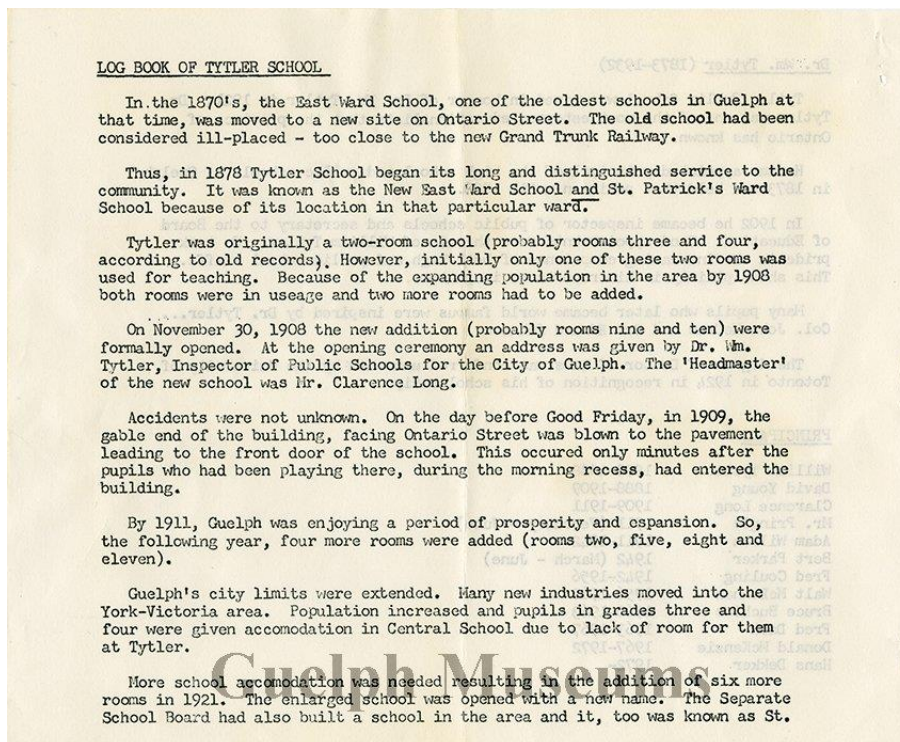 LOG BOOK OF TYTLER SCHOOL
In.the 1870's, the East Ward School, one of the oldest schools in Guelph at
that time, was moved to a new site on Ontario Street. The old school had been
considered ill-placed - too close to the new Grand Trunk Railway.
Thus, in 1878 Tytler School began its long and distinguished service to the
community. It was known as the New East Ward School and St. Patrick's Ward
School because of its location in that particular ward.
Tytler was originally a two-room school (probably rooms three and four,
according to old records). However, initially only one of these two rooms was
used for teaching. Because of the expanding population in the area by 1908
both rooms were in useage and two more rooms had to be added.
On November 30, 1908 the new addition (probably rooms nine and ten) were
formally opened. At the opening ceremony an address was given by Dr. Wm.
Tytler, Inspector of Public Schools for the City of Guelph. The 'Headmaster'
of the new school was Mr. Clarence Long.
Accidents were not unknown. On the day before Good Friday, in 1909, the
gable end of the building, facing Ontario Street was blown to the pavement
leading to the front door of the school. This occured only minutes after the
pupils who had been playing there, during the morning recess, had entered the
building.
By 1911, Guelph was enjoying a period of prosperity and espansion. So,
the following year, four more rooms were added (rooms two, five, eight and
eleven).
Guelph's city limits were extended. Many new industries moved into the
York-Victoria area. Population increased and pupils in grades three and
four were given accomodation in Central School due to lack of room for them
at Tytler.
Guelph Museums
More school accomodation was needed resulting in the addition of six more
rooms in 1921. The enlarged school was opened with a new name. The Separate
School Board had also built a school in the area and it, too was known as St.